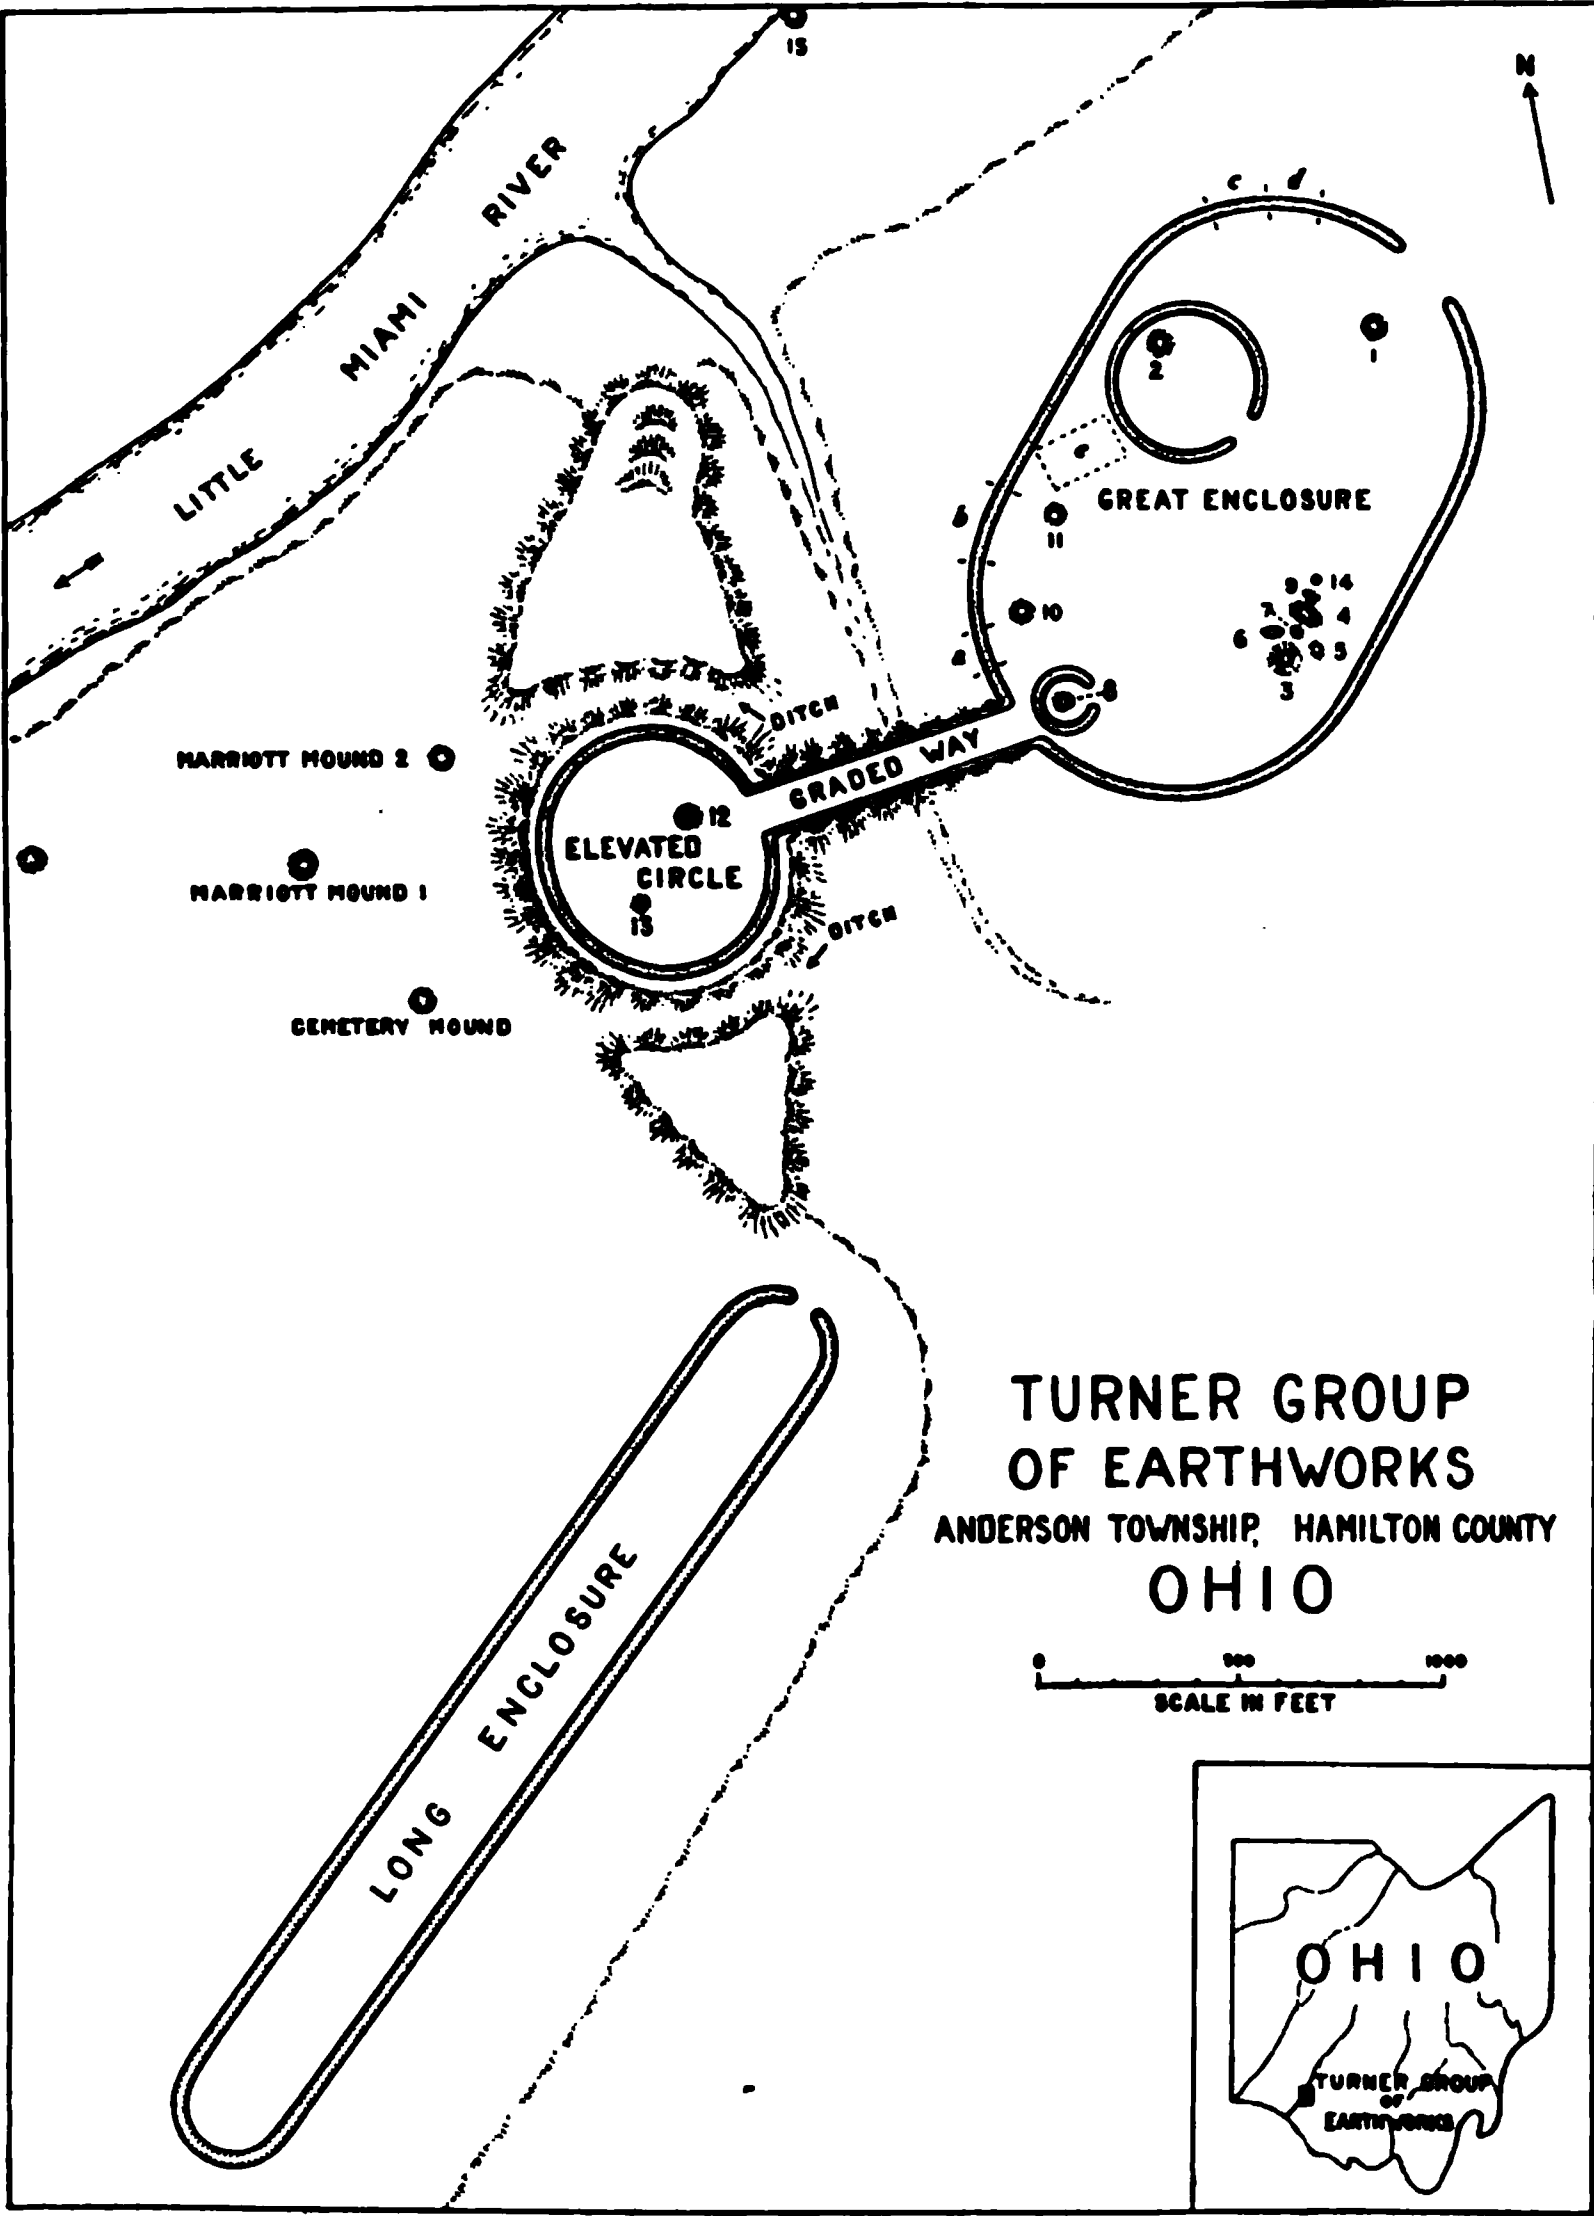 15
N
RIVER
MIAMI
LITTLE
c d
1
2
e
GREAT ENCLOSURE
b
11
9 14
7 4
10
6 5
a
3
8
DITCH
GRADED WAY
MARRIOTT MOUND 2
12
ELEVATED
CIRCLE
MARRIOTT MOUND 1
13
DITCH
CEMETERY MOUND
TURNER GROUP
OF EARTHWORKS
ANDERSON TOWNSHIP, HAMILTON COUNTY
OHIO
LONG ENCLOSURE
0 500 1000
SCALE IN FEET
OHIO
TURNER GROUP
OF
EARTHWORKS